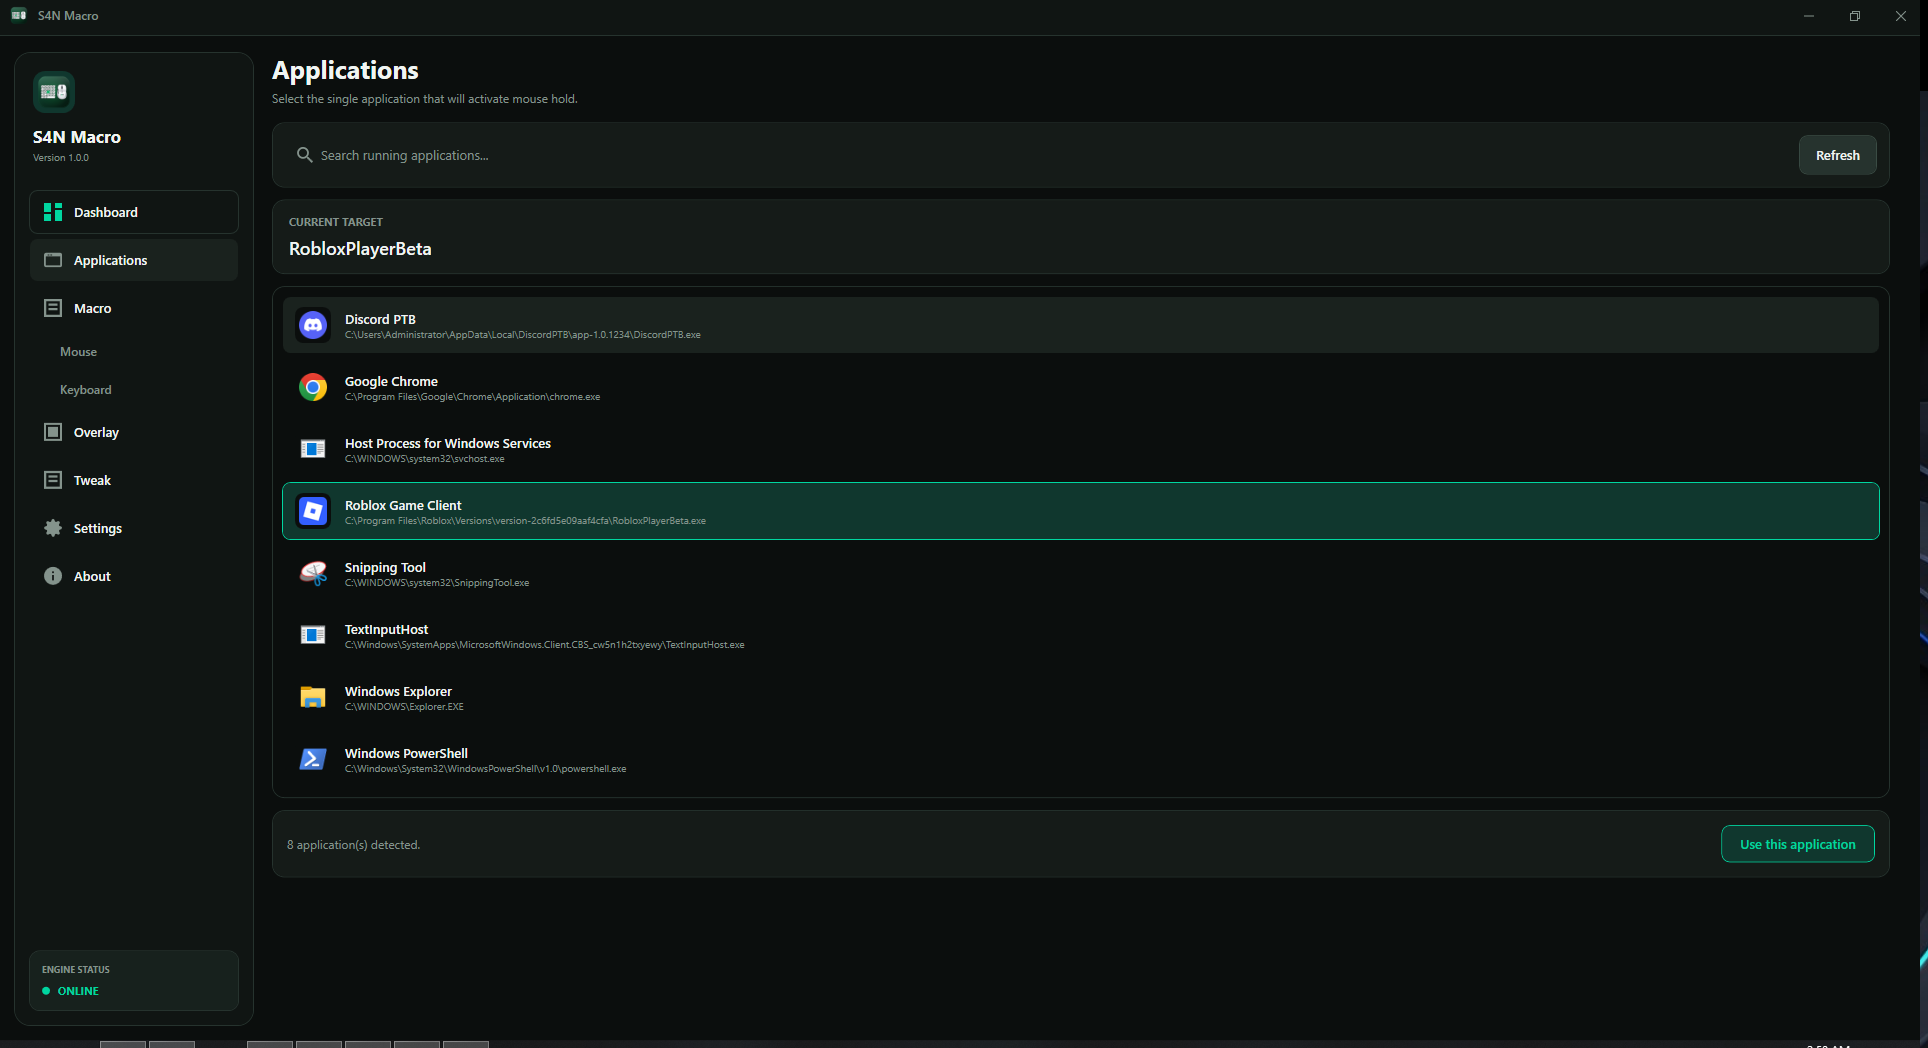 S4N Macro
S4N Macro
Version 1.0.0
Dashboard
Applications
Macro
Mouse
Keyboard
Overlay
Tweak
Settings
About
ENGINE STATUS
ONLINE
Applications
Select the single application that will activate mouse hold.
Search running applications...
Refresh
CURRENT TARGET
RobloxPlayerBeta
Discord PTB
C:\Users\Administrator\AppData\Local\DiscordPTB\app-1.0.1234\DiscordPTB.exe
Google Chrome
C:\Program Files\Google\Chrome\Application\chrome.exe
Host Process for Windows Services
C:\WINDOWS\system32\svchost.exe
Roblox Game Client
C:\Program Files\Roblox\Versions\version-2c6fd5e09aaf4cfa\RobloxPlayerBeta.exe
Snipping Tool
C:\WINDOWS\system32\SnippingTool.exe
TextInputHost
C:\Windows\SystemApps\MicrosoftWindows.Client.CBS_cw5n1h2txyewy\TextInputHost.exe
Windows Explorer
C:\WINDOWS\Explorer.EXE
Windows PowerShell
C:\Windows\System32\WindowsPowerShell\v1.0\powershell.exe
8 application(s) detected.
Use this application